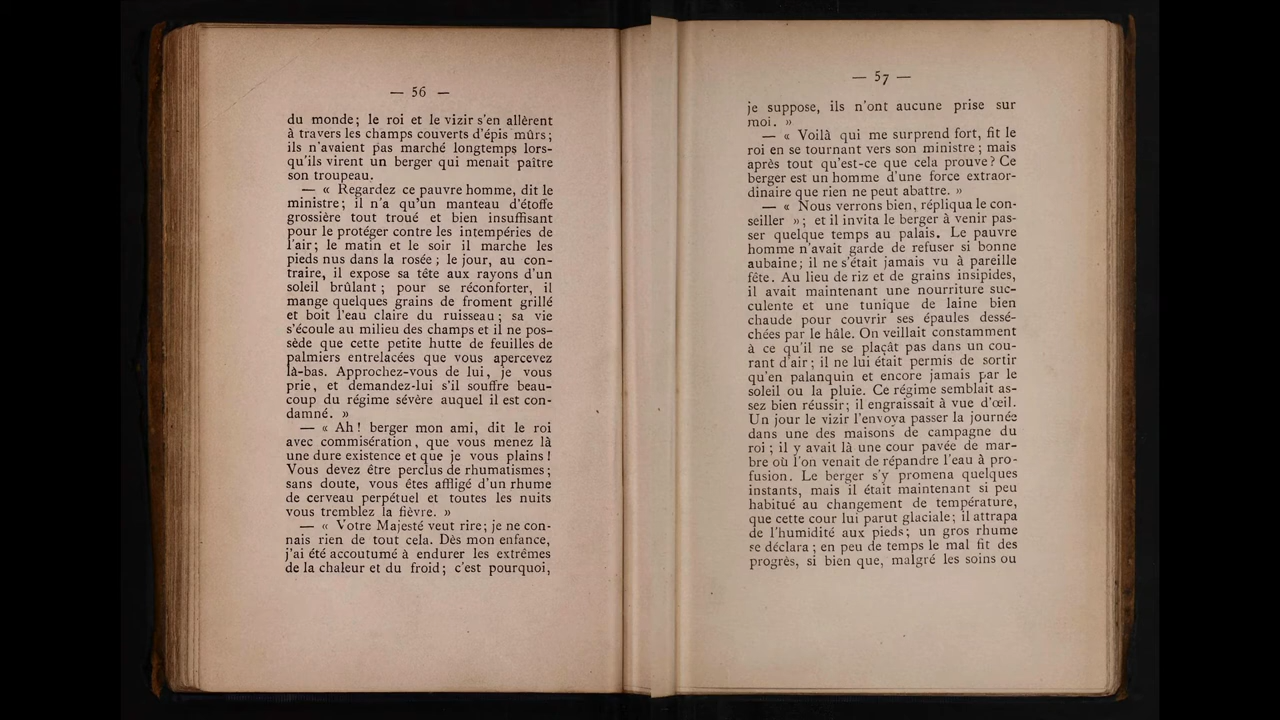 — 56 —
du monde; le roi et le vizir s'en allèrent
à travers les champs couverts d'épis mûrs;
ils n'avaient pas marché longtemps lors-
qu'ils virent un berger qui menait paître
son troupeau.
— « Regardez ce pauvre homme, dit le
ministre; il n'a qu'un manteau d'étoffe
grossière tout troué et bien insuffisant
pour le protéger contre les intempéries de
l'air; le matin et le soir il marche les
pieds nus dans la rosée; le jour, au con-
traire, il expose sa tête aux rayons d'un
soleil brûlant; pour se réconforter, il
mange quelques grains de froment grillé
et boit l'eau claire du ruisseau; sa vie
s'écoule au milieu des champs et il ne pos-
sède que cette petite hutte de feuilles de
palmiers entrelacées que vous apercevez
là-bas. Approchez-vous de lui, je vous
prie, et demandez-lui s'il souffre beau-
coup du régime sévère auquel il est con-
damné. »
— « Ah! berger mon ami, dit le roi
avec commisération, que vous menez là
une dure existence et que je vous plains!
Vous devez être perclus de rhumatismes;
sans doute, vous êtes affligé d'un rhume
de cerveau perpétuel et toutes les nuits
vous tremblez la fièvre. »
— « Votre Majesté veut rire; je ne con-
nais rien de tout cela. Dès mon enfance,
j'ai été accoutumé à endurer les extrêmes
de la chaleur et du froid; c'est pourquoi,
— 57 —
je suppose, ils n'ont aucune prise sur
moi. »
— « Voilà qui me surprend fort, fit le
roi en se tournant vers son ministre; mais
après tout qu'est-ce que cela prouve? Ce
berger est un homme d'une force extraor-
dinaire que rien ne peut abattre. »
— « Nous verrons bien, répliqua le con-
seiller »; et il invita le berger à venir pas-
ser quelque temps au palais. Le pauvre
homme n'avait garde de refuser si bonne
aubaine; il ne s'était jamais vu à pareille
fête. Au lieu de riz et de grains insipides,
il avait maintenant une nourriture suc-
culente et une tunique de laine bien
chaude pour couvrir ses épaules dessé-
chées par le hâle. On veillait constamment
à ce qu'il ne se plaçât pas dans un cou-
rant d'air; il ne lui était permis de sortir
qu'en palanquin et encore jamais par le
soleil ou la pluie. Ce régime semblait as-
sez bien réussir; il engraissait à vue d'œil.
Un jour le vizir l'envoya passer la journée
dans une des maisons de campagne du
roi; il y avait là une cour pavée de mar-
bre où l'on venait de répandre l'eau à pro-
fusion. Le berger s'y promena quelques
instants, mais il était maintenant si peu
habitué au changement de température,
que cette cour lui parut glaciale; il attrapa
de l'humidité aux pieds; un gros rhume
se déclara; en peu de temps le mal fit des
progrès, si bien que, malgré les soins ou